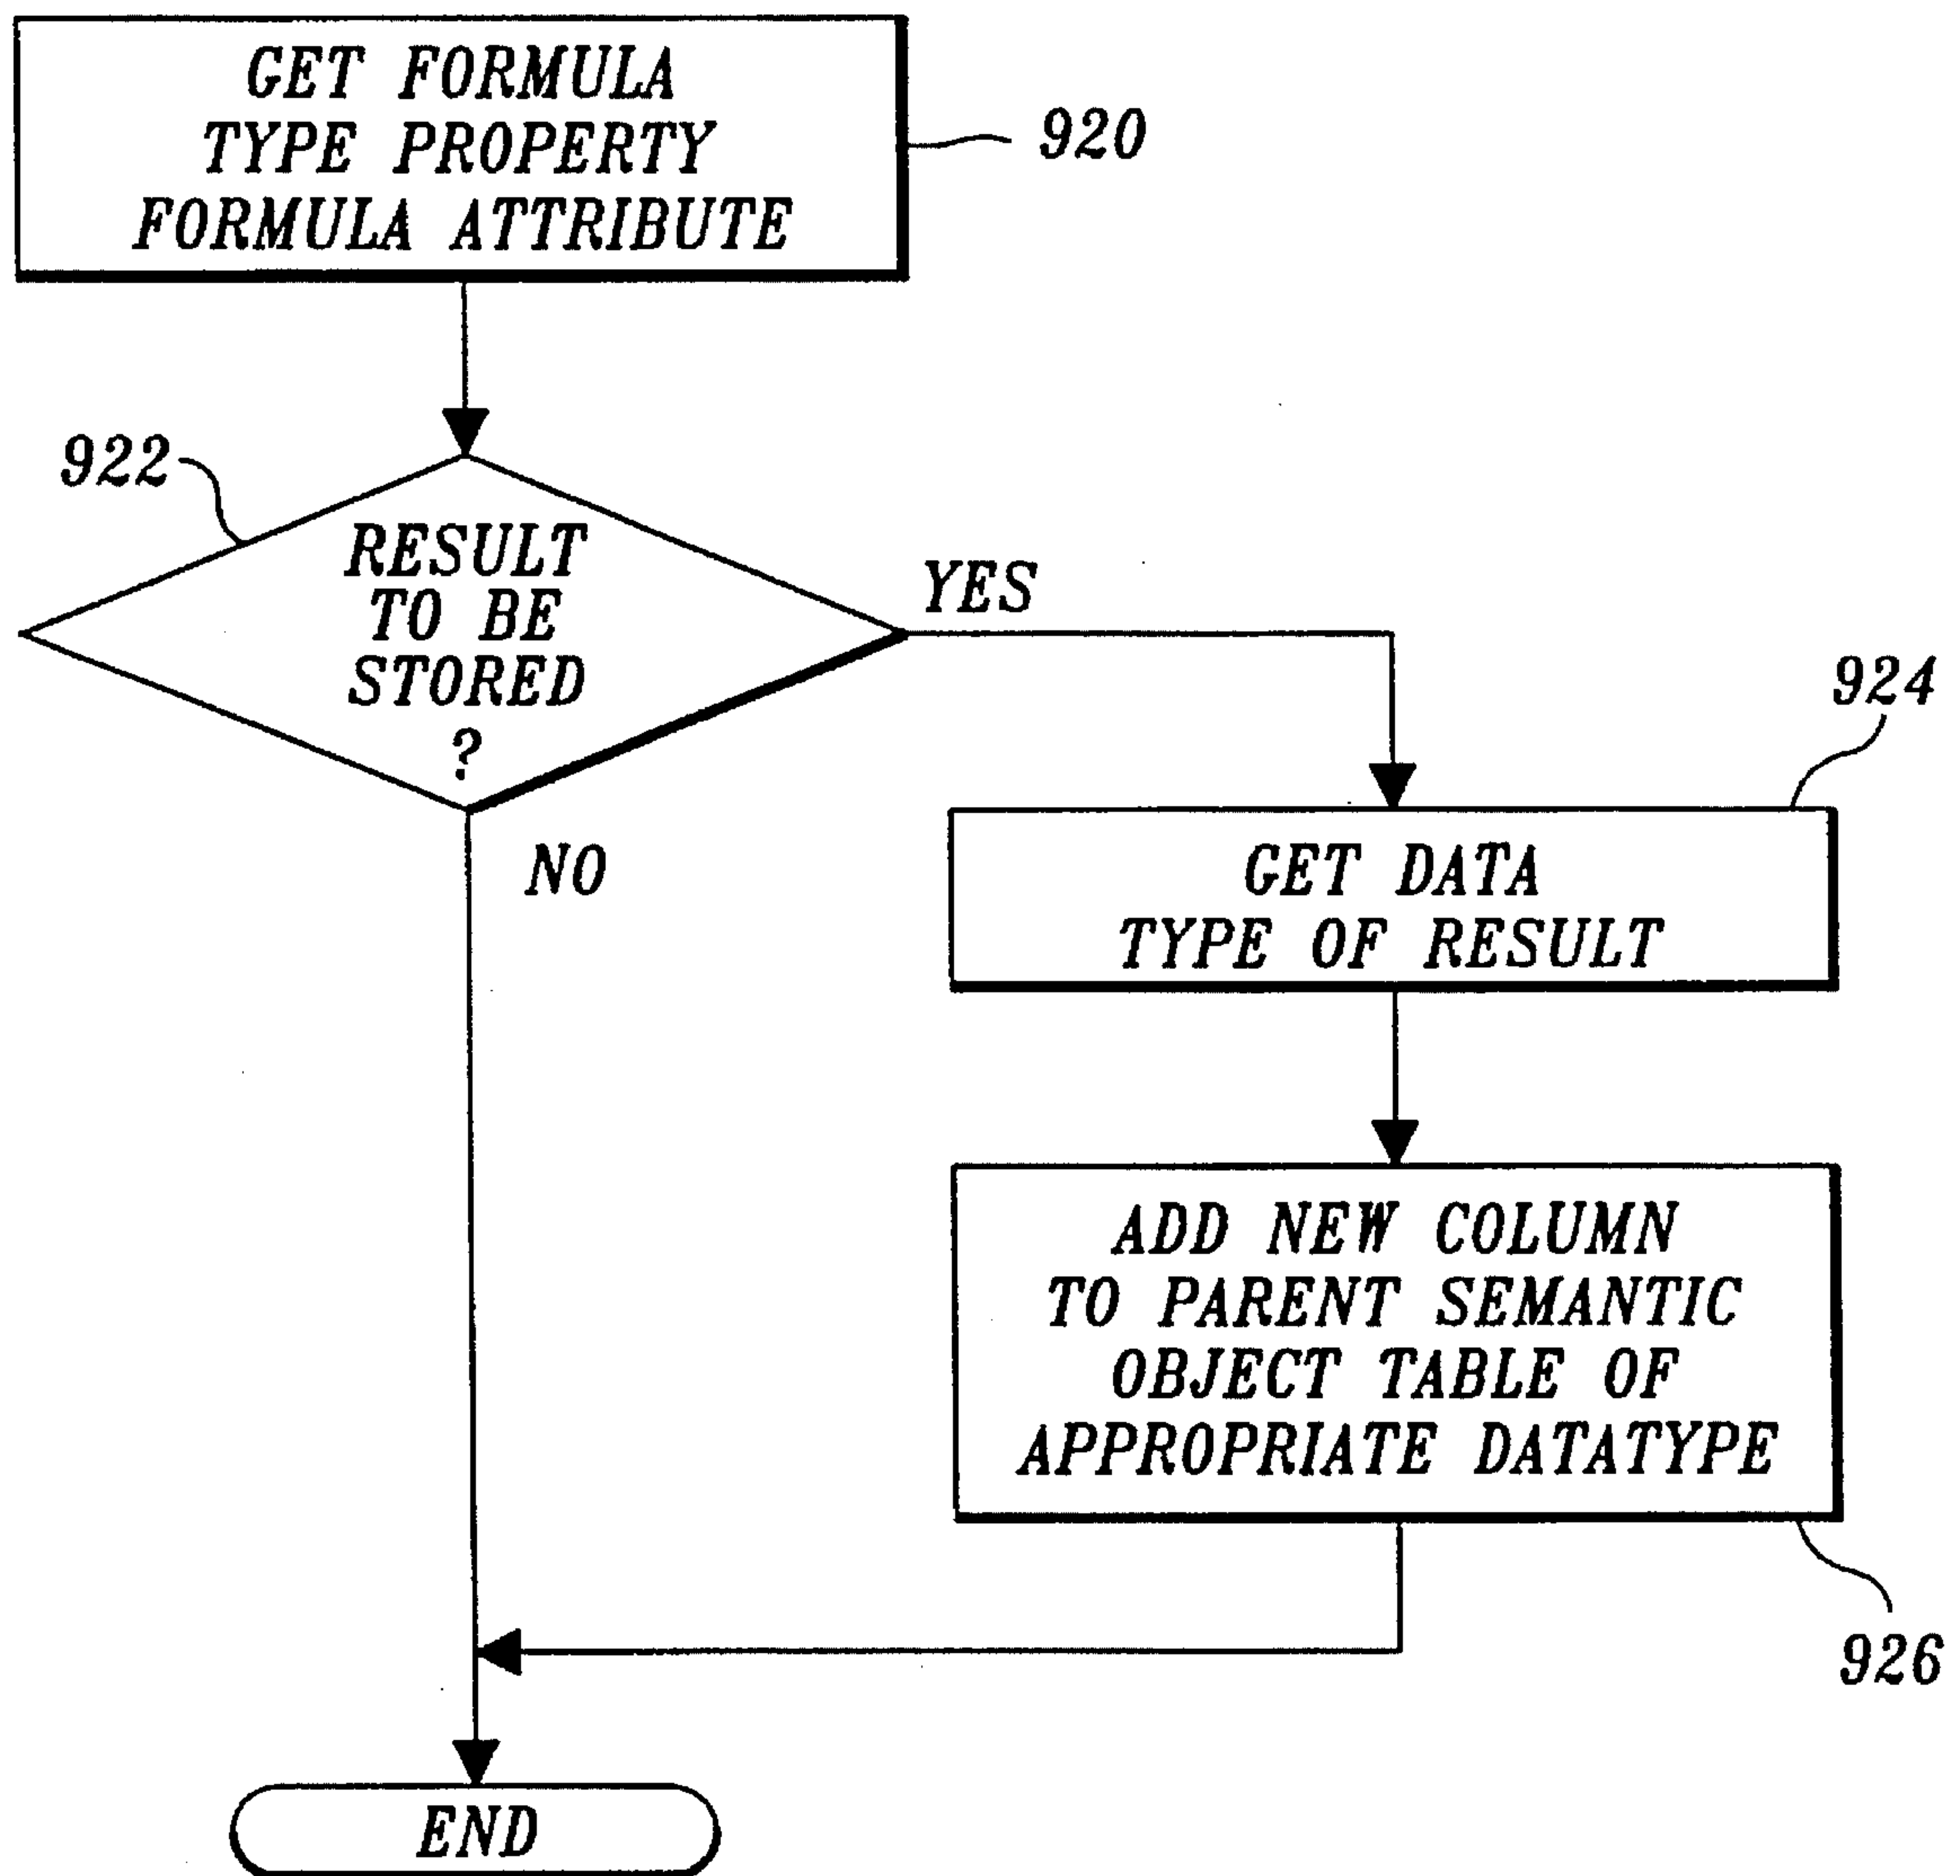 GET FORMULA
TYPE PROPERTY
FORMULA ATTRIBUTE
920
922
RESULT
TO BE
STORED
?
YES
NO
924
GET DATA
TYPE OF RESULT
ADD NEW COLUMN
TO PARENT SEMANTIC
OBJECT TABLE OF
APPROPRIATE DATATYPE
926
END